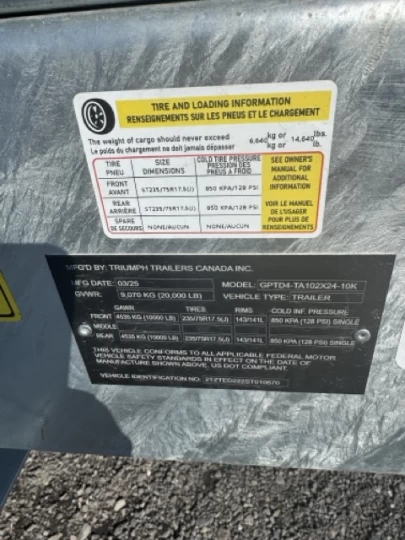 TIRE AND LOADING INFORMATION
RENSEIGNEMENTS SUR LES PNEUS ET LE CHARGEMENT
The weight of cargo should never exceed
Le poids du chargement ne doit jamais dépasser
6,640 kg or kg or 14,640 lbs. lb.
TIRE PNEU SIZE DIMENSIONS COLD TIRE PRESSURE PRESSION DES PNEUS A FROID
FRONT AVANT ST235/75R17.5(J) 850 KPA/128 PSI
REAR ARRIÈRE ST235/75R17.5(J) 850 KPA/128 PSI
SPARE DE SECOURS NONE/AUCUN NONE/AUCUN
SEE OWNER'S
MANUAL FOR
ADDITIONAL
INFORMATION
VOIR LE MANUEL
DE L'USAGER
POUR PLUS DE
RENSEIGNEMENTS
MFG'D BY: TRIUMPH TRAILERS CANADA INC.
MFG DATE: 03/25 MODEL: GPTD4-TA102X24-10K
GVWR: 9,070 KG (20,000 LB) VEHICLE TYPE: TRAILER
GAWR TIRES RIMS COLD INF. PRESSURE
FRONT 4535 KG (10000 LB) 235/75R17.5(J) 143/141L 850 KPA (128 PSI) SINGLE
MIDDLE
REAR 4535 KG (10000 LB) 235/75R17.5(J) 143/141L 850 KPA (128 PSI) SINGLE
THIS VEHICLE CONFORMS TO ALL APPLICABLE FEDERAL MOTOR
VEHICLE SAFETY STANDARDS IN EFFECT ON THE DATE OF
MANUFACTURE SHOWN ABOVE. US DOT COMPLIANT.
VEHICLE IDENTIFICATION NO.